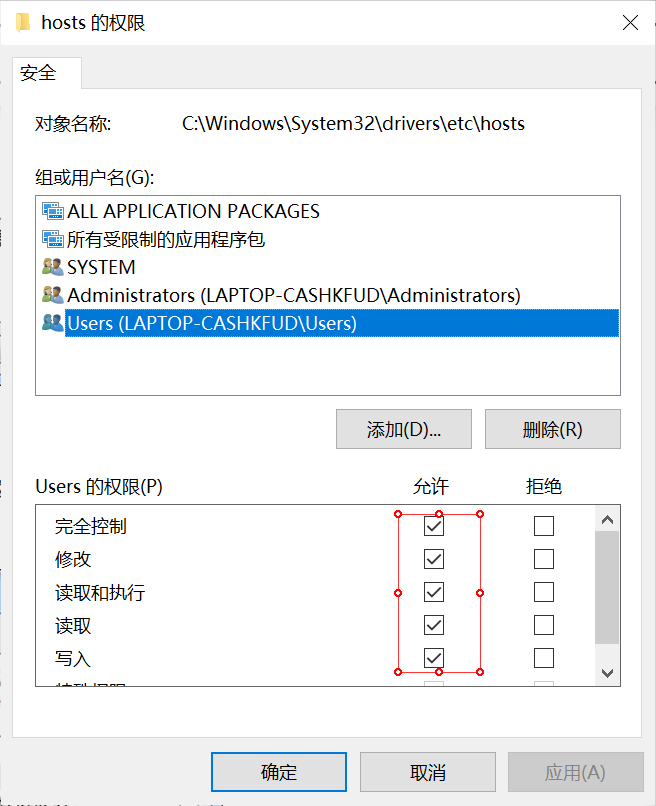 hosts 的权限
安全
对象名称: C:\Windows\System32\drivers\etc\hosts
组或用户名(G):
ALL APPLICATION PACKAGES
所有受限制的应用程序包
SYSTEM
Administrators (LAPTOP-CASHKFUD\Administrators)
Users (LAPTOP-CASHKFUD\Users)
添加(D)... 删除(R)
Users 的权限(P) 允许 拒绝
完全控制
修改
读取和执行
读取
写入
确定 取消 应用(A)